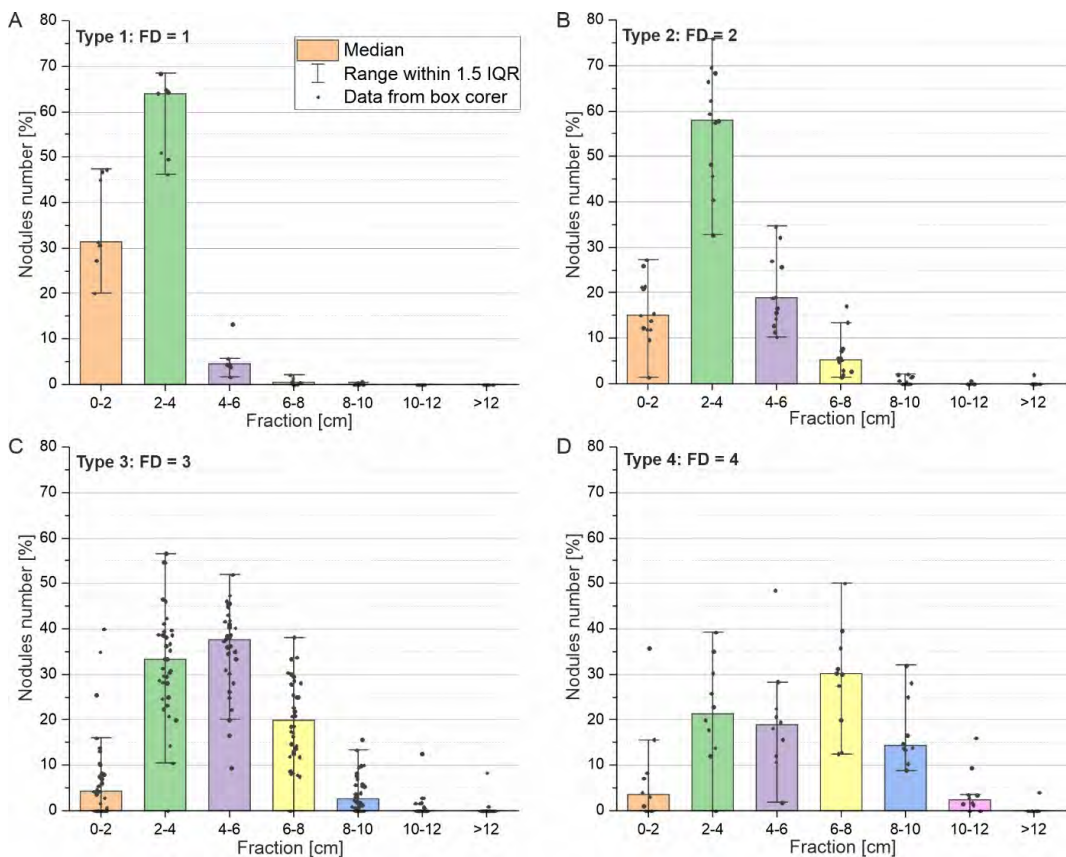 A
Type 1: FD = 1
Median
Range within 1.5 IQR
Data from box corer
Nodules number [%]
80
70
60
50
40
30
20
10
0
0-2 2-4 4-6 6-8 8-10 10-12 >12
Fraction [cm]
B
Type 2: FD = 2
Nodules number [%]
80
70
60
50
40
30
20
10
0
0-2 2-4 4-6 6-8 8-10 10-12 >12
Fraction [cm]
C
Type 3: FD = 3
Nodules number [%]
80
70
60
50
40
30
20
10
0
0-2 2-4 4-6 6-8 8-10 10-12 >12
Fraction [cm]
D
Type 4: FD = 4
Nodules number [%]
80
70
60
50
40
30
20
10
0
0-2 2-4 4-6 6-8 8-10 10-12 >12
Fraction [cm]